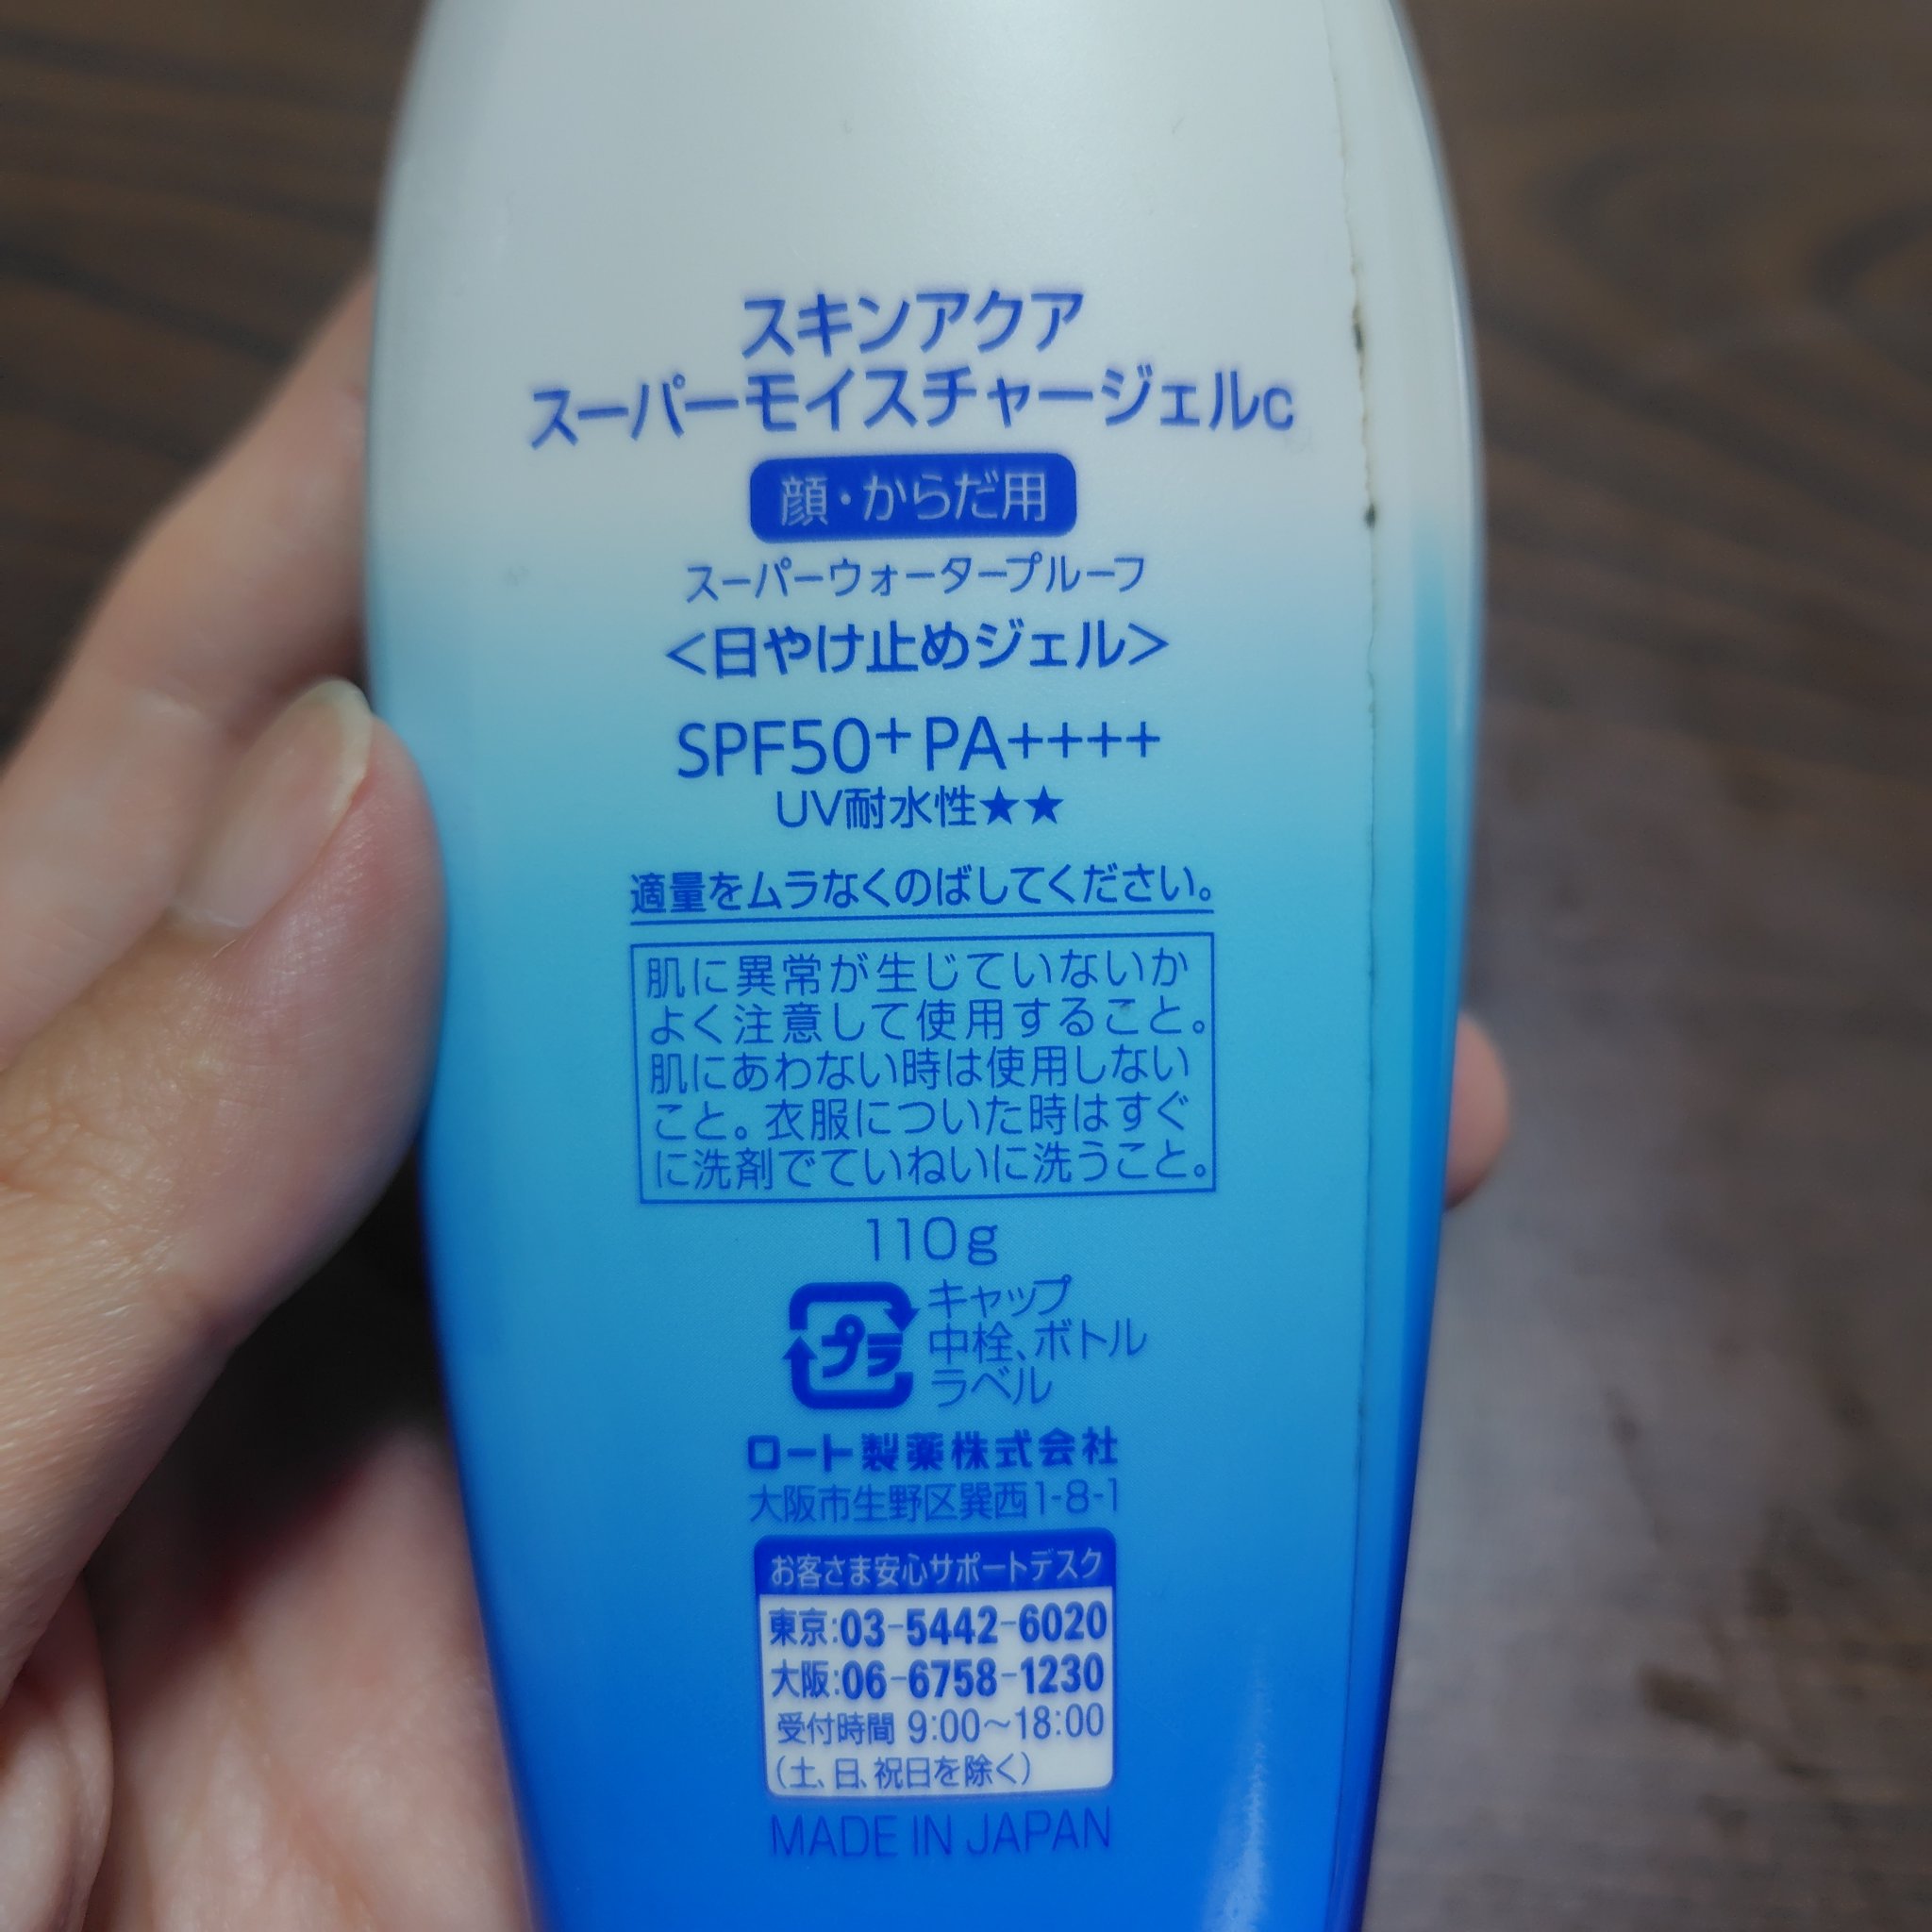 スキンアクア
スーパーモイスチャージェルc
顔・からだ用
スーパーウォータープルーフ
<日やけ止めジェル>
SPF50+ PA++++
UV耐水性★★
適量をムラなくのばしてください。
肌に異常が生じていないか
よく注意して使用すること。
肌にあわない時は使用しない
こと。衣服についた時はすぐ
に洗剤でていねいに洗うこと。
110g
プラ
キャップ
中栓、ボトル
ラベル
ロート製薬株式会社
大阪市生野区巽西1-8-1
お客さま安心サポートデスク
東京:03-5442-6020
大阪:06-6758-1230
受付時間 9:00〜18:00
(土、日、祝日を除く)
MADE IN JAPAN